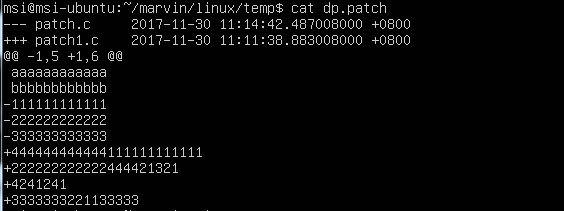 msi@msi-ubuntu:~/marvin/linux/temp$ cat dp.patch
--- patch.c     2017-11-30 11:14:42.487008000 +0800
+++ patch1.c    2017-11-30 11:11:38.883008000 +0800
@@ -1,5 +1,6 @@
 aaaaaaaaaaaa
 bbbbbbbbbbbb
-111111111111
-222222222222
-333333333333
+444444444444111111111111
+222222222222444421321
+4241241
+3333333221133333